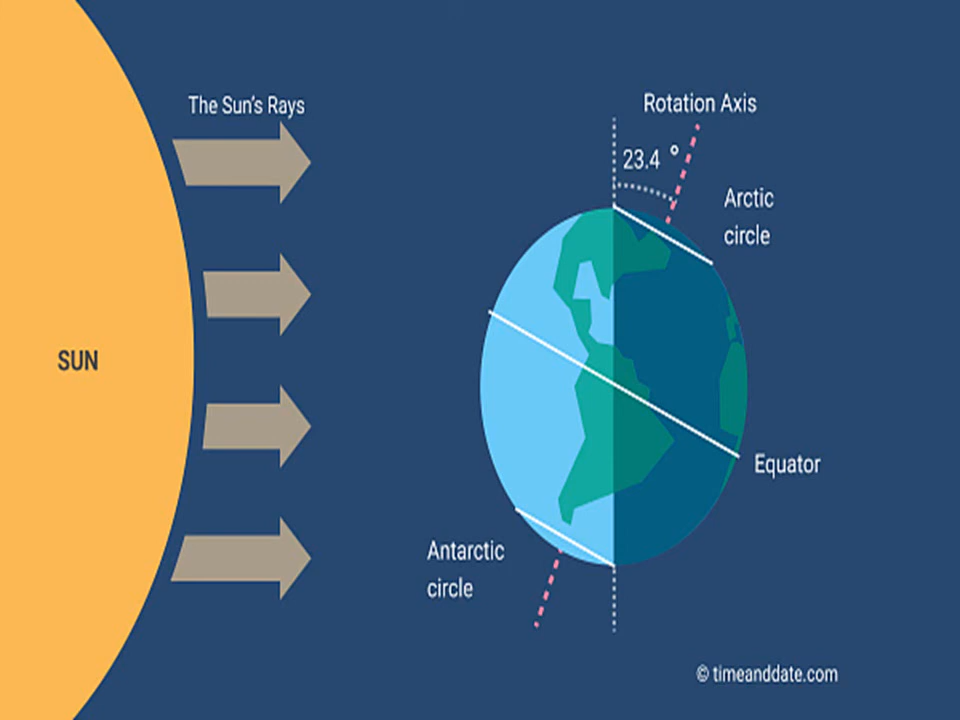 The Sun's Rays
Rotation Axis
23.4 °
Arctic
circle
SUN
Equator
Antarctic
circle
© timeanddate.com